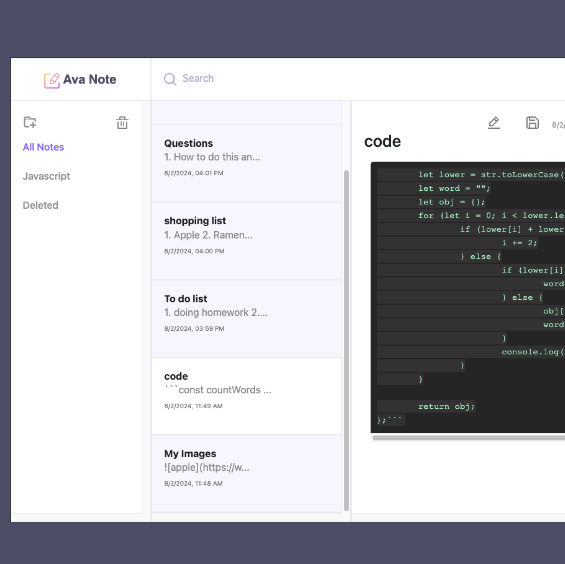 Ava Note
Search
All Notes
Javascript
Deleted
Questions
1. How to do this an...
8/2/2024, 04:01 PM
shopping list
1. Apple 2. Ramen...
8/2/2024, 04:00 PM
To do list
1. doing homework 2....
8/2/2024, 03:59 PM
code
```const countWords ...
8/2/2024, 11:49 AM
My Images
![apple](https://w...
8/2/2024, 11:48 AM
8/2/
code
let lower = str.toLowerCase(
let word = "";
let obj = {};
for (let i = 0; i < lower.le
if (lower[i] + lower
i += 2;
} else {
if (lower[i]
word
} else {
obj[
word
}
console.log(
}
}
return obj;
};```